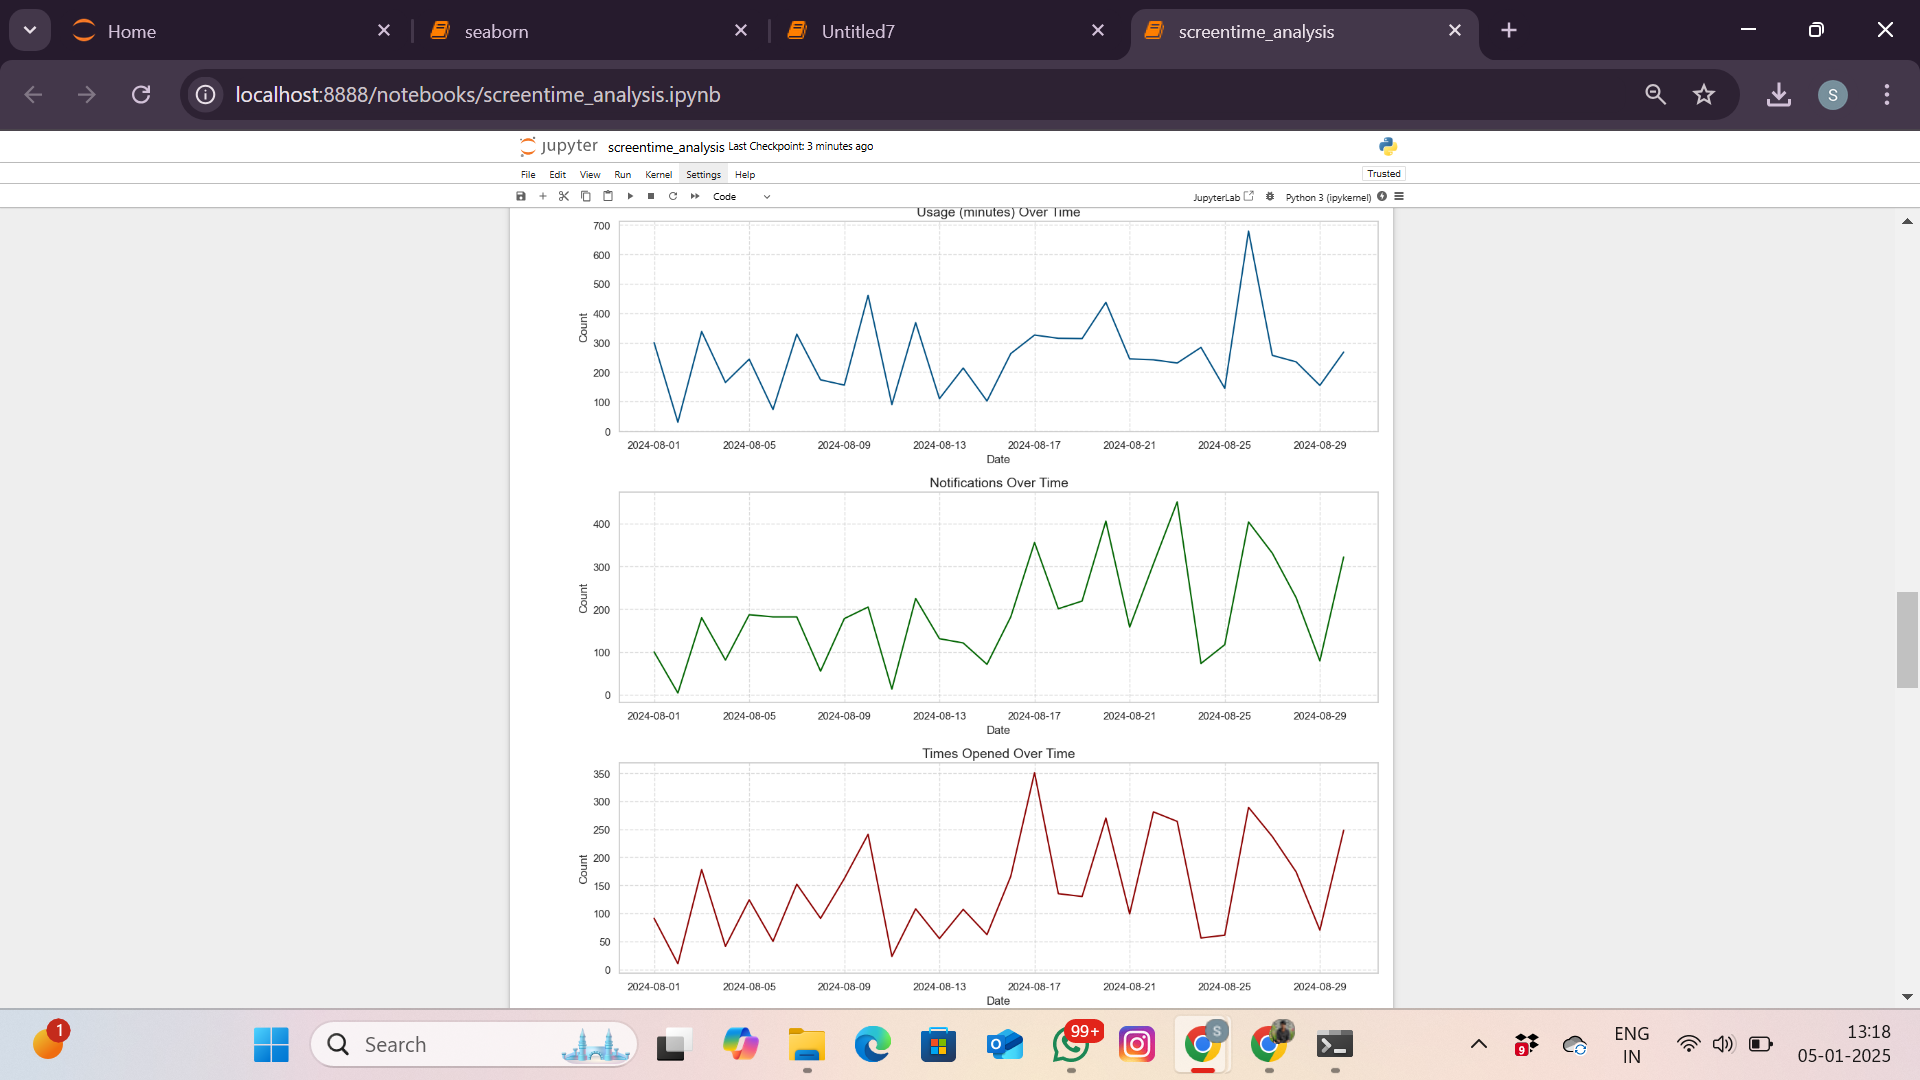 Home
seaborn
Untitled7
screentime_analysis
localhost:8888/notebooks/screentime_analysis.ipynb
S
jupyter screentime_analysis Last Checkpoint: 3 minutes ago
File Edit View Run Kernel Settings Help
Trusted
Code
JupyterLab
Python 3 (ipykernel)
Usage (minutes) Over Time
700
600
500
400
300
200
100
0
Count
2024-08-01 2024-08-05 2024-08-09 2024-08-13 2024-08-17 2024-08-21 2024-08-25 2024-08-29
Date
Notifications Over Time
400
300
200
100
0
Count
2024-08-01 2024-08-05 2024-08-09 2024-08-13 2024-08-17 2024-08-21 2024-08-25 2024-08-29
Date
Times Opened Over Time
350
300
250
200
150
100
50
0
Count
2024-08-01 2024-08-05 2024-08-09 2024-08-13 2024-08-17 2024-08-21 2024-08-25 2024-08-29
Date
1
Search
99+
S
9
ENG
IN
13:18
05-01-2025